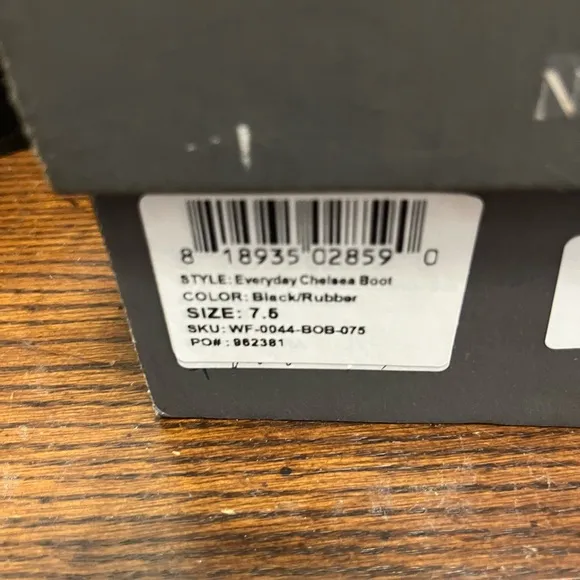 N
8 18935 02859 0
STYLE: Everyday Chelsea Boot
COLOR: Black/Rubber
SIZE: 7.5
SKU: WF-0044-BOB-075
PO# : 962381